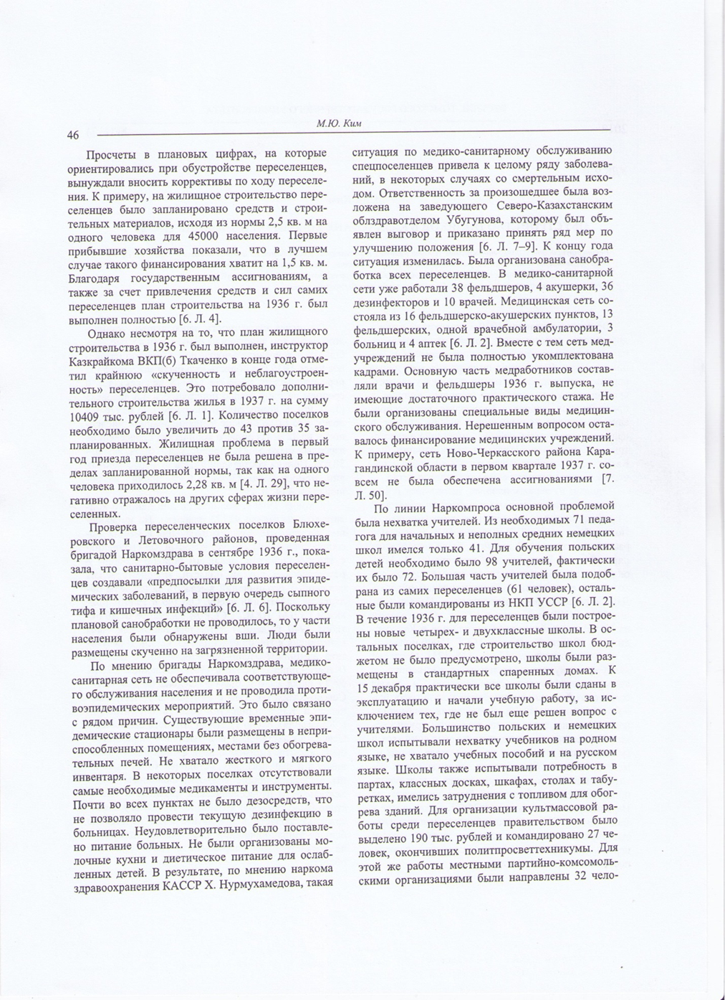 М.Ю. Ким
46
Просчеты в плановых цифрах, на которые
ориентировались при обустройстве переселенцев,
вынуждали вносить коррективы по ходу переселе-
ния. К примеру, на жилищное строительство пере-
селенцев было запланировано средств и строи-
тельных материалов, исходя из нормы 2,5 кв. м на
одного человека для 45000 населения. Первые
прибывшие хозяйства показали, что в лучшем
случае такого финансирования хватит на 1,5 кв. м.
Благодаря государственным ассигнованиям, а
также за счет привлечения средств и сил самих
переселенцев план строительства на 1936 г. был
выполнен полностью [6. Л. 4].
Однако несмотря на то, что план жилищного
строительства в 1936 г. был выполнен, инструктор
Казкрайкома ВКП(б) Ткаченко в конце года отме-
тил крайнюю «скученность и неблагоустроен-
ность» переселенцев. Это потребовало дополни-
тельного строительства жилья в 1937 г. на сумму
10409 тыс. рублей [6. Л. 1]. Количество поселков
необходимо было увеличить до 43 против 35 за-
планированных. Жилищная проблема в первый
год приезда переселенцев не была решена в пре-
делах запланированной нормы, так как на одного
человека приходилось 2,28 кв. м [4. Л. 29], что не-
гативно отражалось на других сферах жизни пере-
селенных.
Проверка переселенческих поселков Блюхе-
ровского и Летовочного районов, проведенная
бригадой Наркомздрава в сентябре 1936 г., пока-
зала, что санитарно-бытовые условия переселен-
цев создавали «предпосылки для развития эпиде-
мических заболеваний, в первую очередь сыпного
тифа и кишечных инфекций» [6. Л. 6]. Поскольку
плановой санобработки не проводилось, то у части
населения были обнаружены вши. Люди были
размещены скученно на загрязненной территории.
По мнению бригады Наркомздрава, медико-
санитарная сеть не обеспечивала соответствующе-
го обслуживания населения и не проводила проти-
воэпидемических мероприятий. Это было связано
с рядом причин. Существующие временные эпи-
демические стационары были размещены в непри-
способленных помещениях, местами без обогрева-
тельных печей. Не хватало жесткого и мягкого
инвентаря. В некоторых поселках отсутствовали
самые необходимые медикаменты и инструменты.
Почти во всех пунктах не было дезосредств, что
не позволяло провести текущую дезинфекцию в
больницах. Неудовлетворительно было поставле-
но питание больных. Не были организованы мо-
лочные кухни и диетическое питание для ослаб-
ленных детей. В результате, по мнению наркома
здравоохранения КАССР Х. Нурмухамедова, такая
ситуация по медико-санитарному обслуживанию
спецпоселенцев привела к целому ряду заболева-
ний, в некоторых случаях со смертельным исхо-
дом. Ответственность за произошедшее была воз-
ложена на заведующего Северо-Казахстанским
облздравотделом Убугунова, которому был объ-
явлен выговор и приказано принять ряд мер по
улучшению положения [6. Л. 7–9]. К концу года
ситуация изменилась. Была организована санобра-
ботка всех переселенцев. В медико-санитарной
сети уже работали 38 фельдшеров, 4 акушерки, 36
дезинфекторов и 10 врачей. Медицинская сеть со-
стояла из 16 фельдшерско-акушерских пунктов, 13
фельдшерских, одной врачебной амбулатории, 3
больниц и 4 аптек [6. Л. 2]. Вместе с тем сеть мед-
учреждений не была полностью укомплектована
кадрами. Основную часть медработников состав-
ляли врачи и фельдшеры 1936 г. выпуска, не
имеющие достаточного практического стажа. Не
были организованы специальные виды медицин-
ского обслуживания. Нерешенным вопросом оста-
валось финансирование медицинских учреждений.
К примеру, сеть Ново-Черкасского района Кара-
гандинской области в первом квартале 1937 г. со-
всем не была обеспечена ассигнованиями [7.
Л. 50].
По линии Наркомпроса основной проблемой
была нехватка учителей. Из необходимых 71 педа-
гога для начальных и неполных средних немецких
школ имелся только 41. Для обучения польских
детей необходимо было 98 учителей, фактически
их было 72. Большая часть учителей была подоб-
рана из самих переселенцев (61 человек), осталь-
ные были командированы из НКП УССР [6. Л. 2].
В течение 1936 г. для переселенцев были построе-
ны новые четырех- и двухклассные школы. В ос-
тальных поселках, где строительство школ бюд-
жетом не было предусмотрено, школы были раз-
мещены в стандартных спаренных домах. К
15 декабря практически все школы были сданы в
эксплуатацию и начали учебную работу, за ис-
ключением тех, где не был еще решен вопрос с
учителями. Большинство польских и немецких
школ испытывали нехватку учебников на родном
языке, не хватало учебных пособий и на русском
языке. Школы также испытывали потребность в
партах, классных досках, шкафах, столах и табу-
ретках, имелись затруднения с топливом для обог-
рева зданий. Для организации культмассовой ра-
боты среди переселенцев правительством было
выделено 190 тыс. рублей и командировано 27 че-
ловек, окончивших политпросветтехникумы. Для
этой же работы местными партийно-комсомоль-
скими организациями были направлены 32 чело-